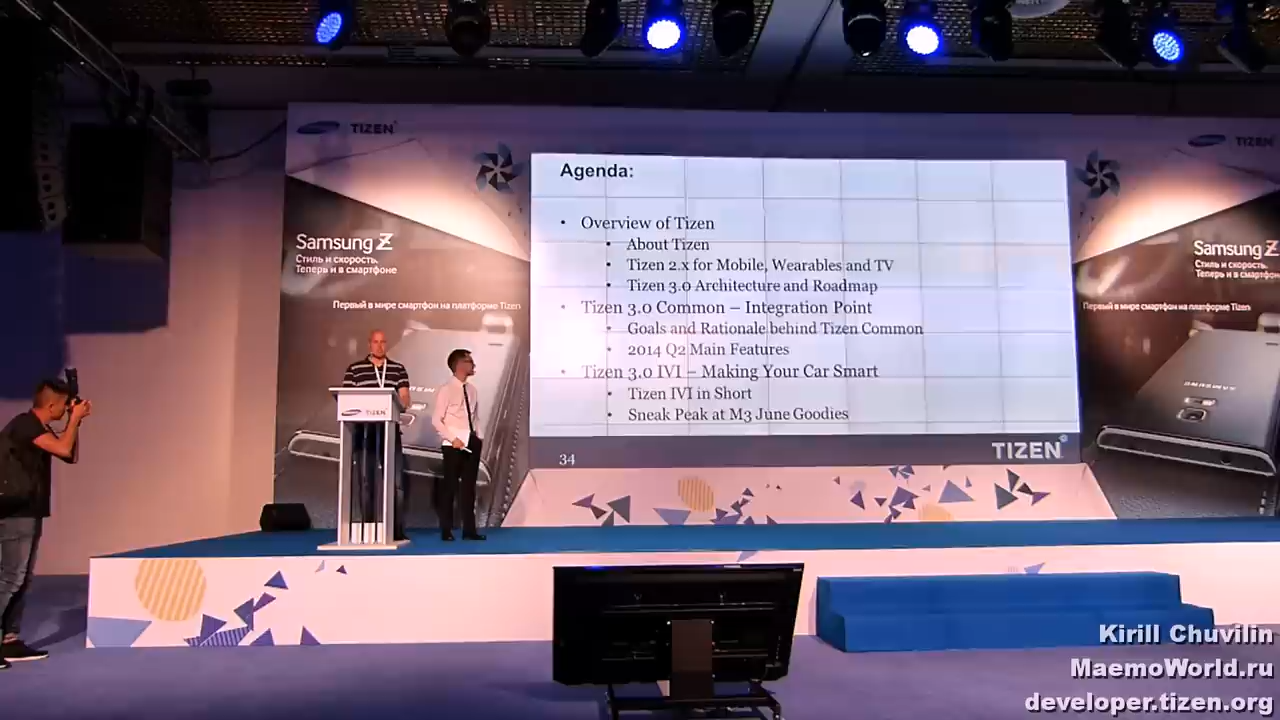 TIZEN
TIZEN
Samsung Z
Стиль и скорость.
Теперь и в смартфоне
Первый в мире смартфон на платформе Tizen
Agenda:
• Overview of Tizen
• About Tizen
• Tizen 2.x for Mobile, Wearables and TV
• Tizen 3.0 Architecture and Roadmap
• Tizen 3.0 Common – Integration Point
• Goals and Rationale behind Tizen Common
• 2014 Q2 Main Features
• Tizen 3.0 IVI – Making Your Car Smart
• Tizen IVI in Short
• Sneak Peak at M3 June Goodies
34
TIZEN
Samsung Z
Стиль и скорость.
Теперь и в смартфоне
Первый в мире смартфон на платформе Tizen
TIZEN
Kirill Chuvilin
MaemoWorld.ru
developer.tizen.org